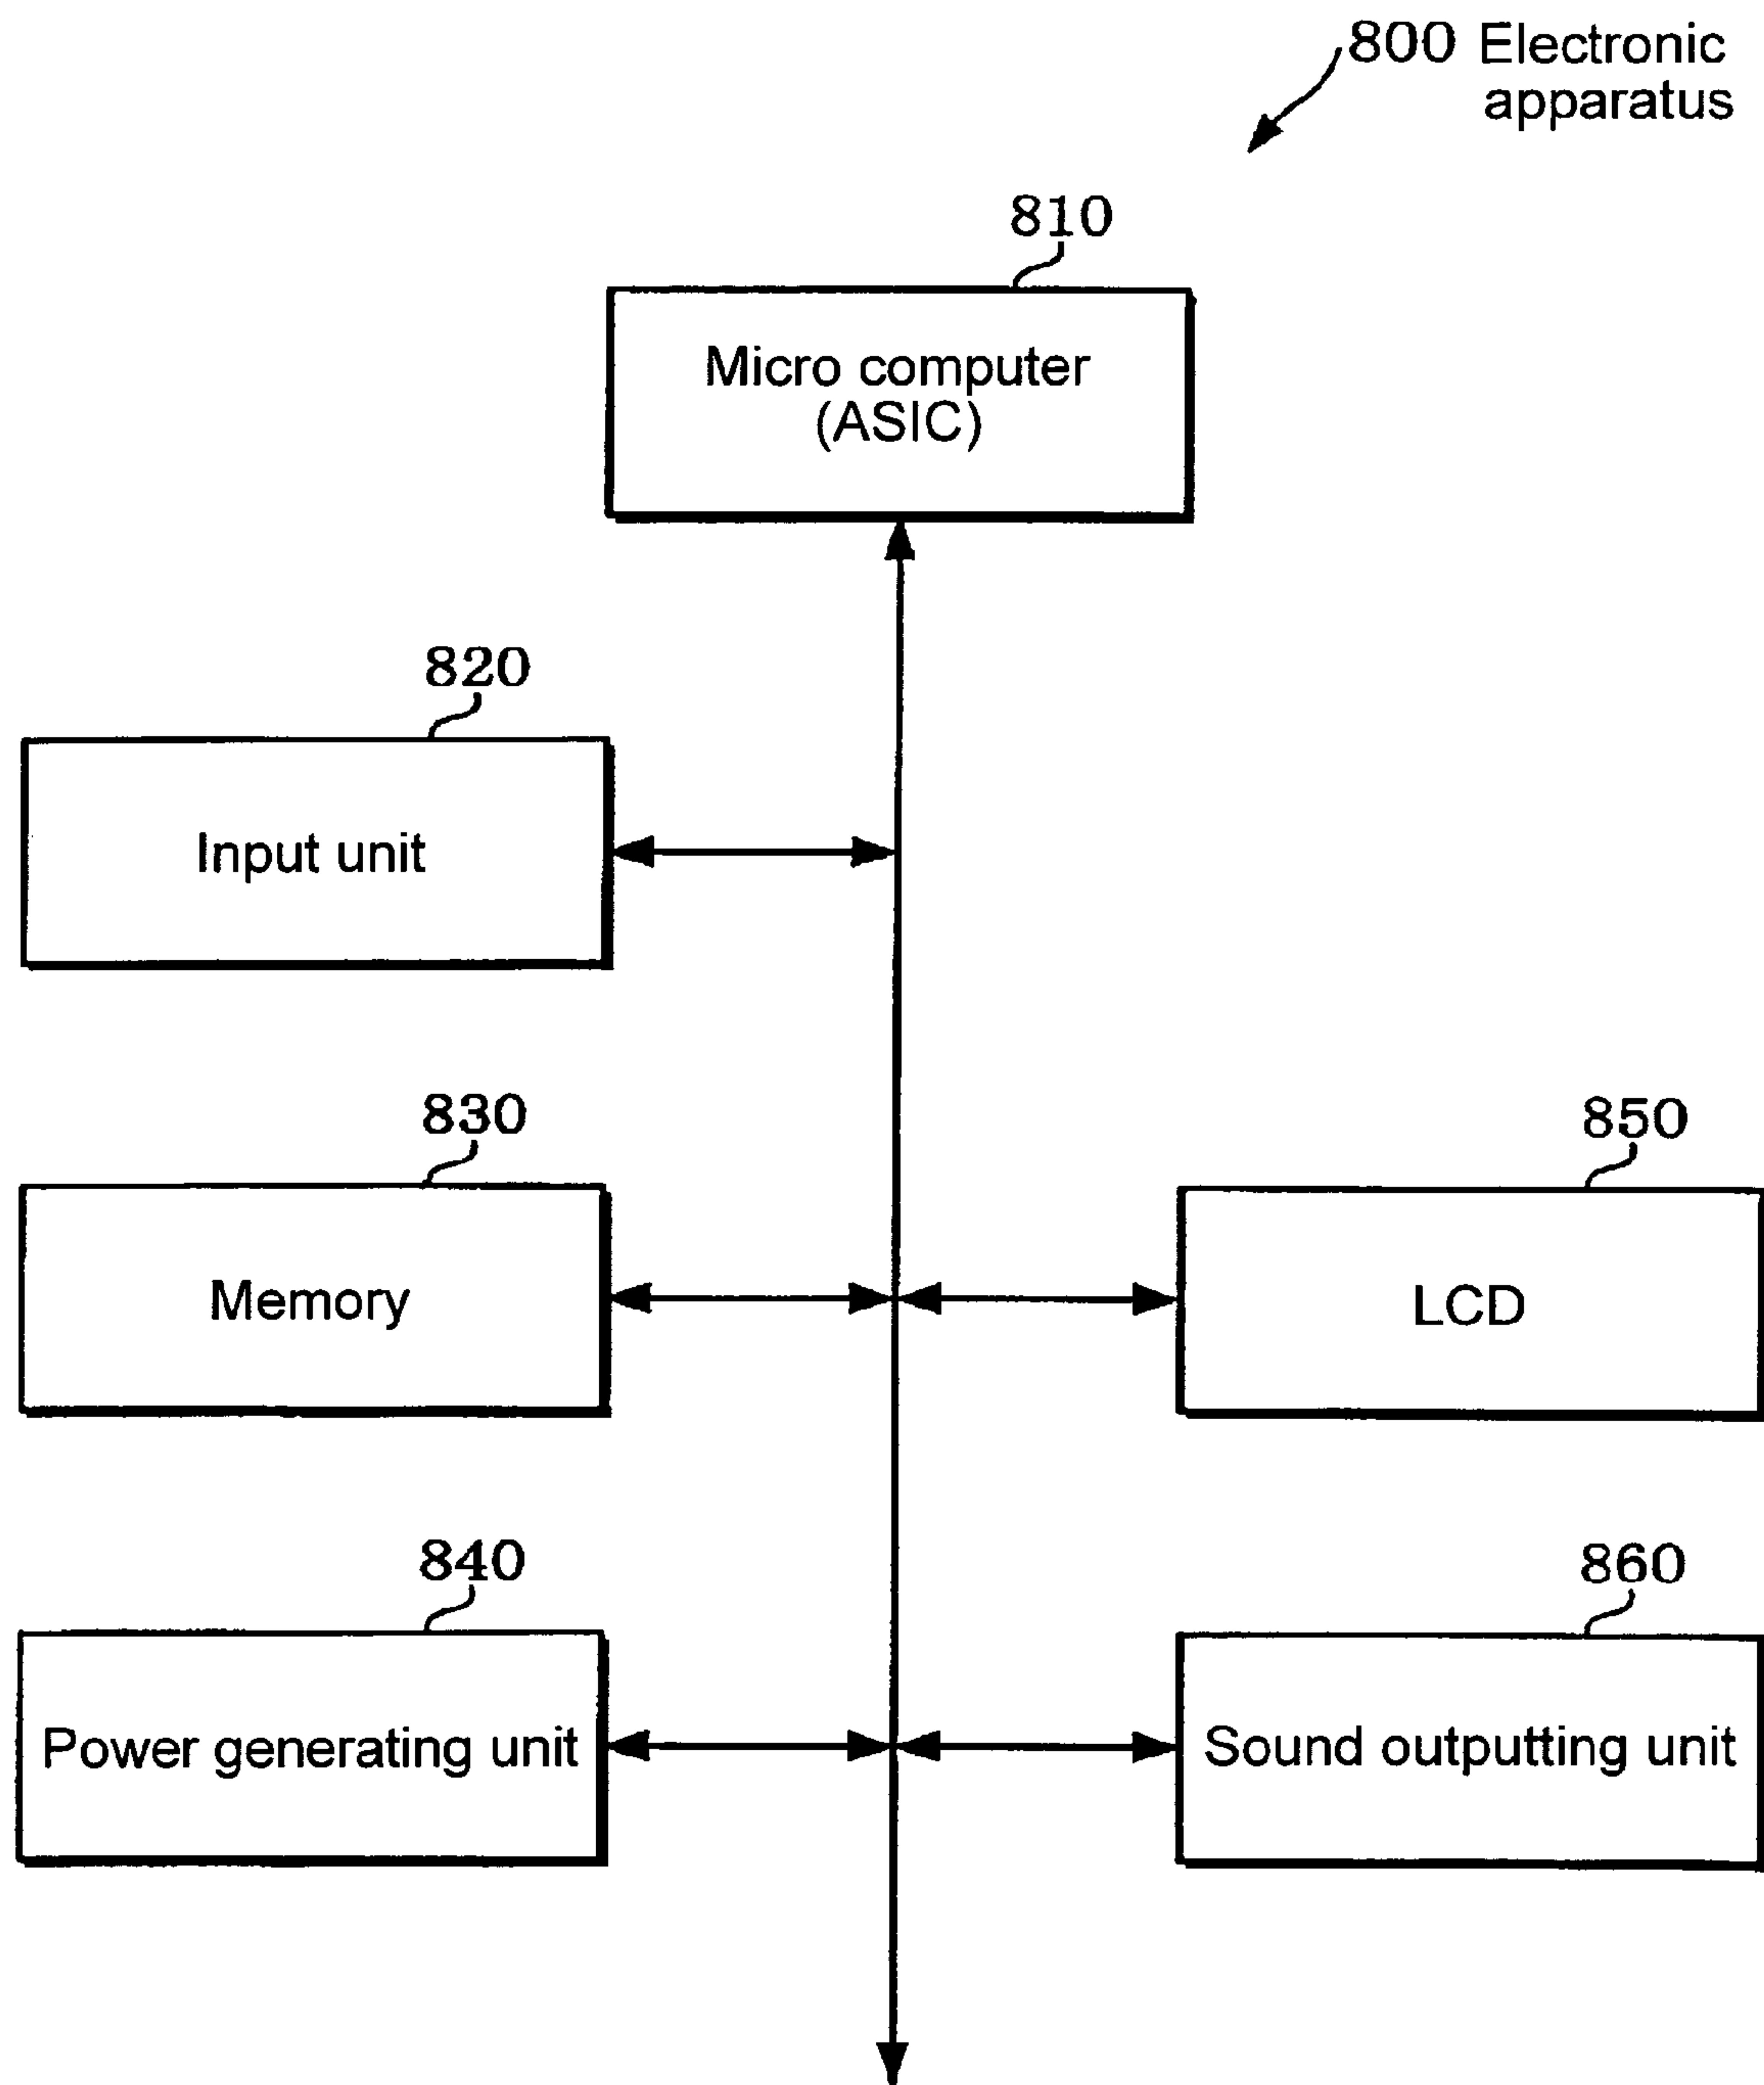 800 Electronic
apparatus
810
Micro computer
(ASIC)
820
Input unit
830
850
Memory
LCD
840
860
Power generating unit
Sound outputting unit